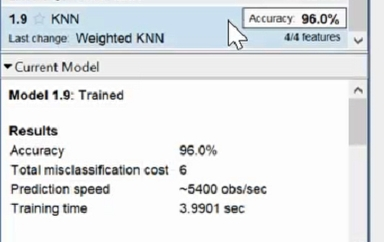 1.9 ☆ KNN Accuracy: 96.0%
Last change: Weighted KNN 4/4 features
Current Model
Model 1.9: Trained
Results
Accuracy 96.0%
Total misclassification cost 6
Prediction speed ~5400 obs/sec
Training time 3.9901 sec